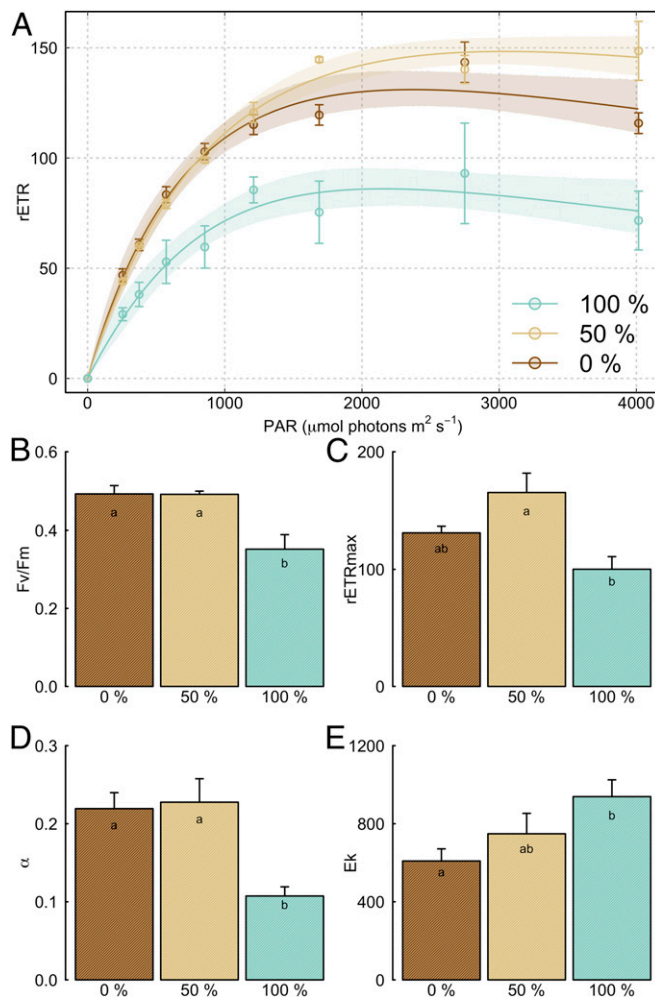 A
150
100
50
0
rETR
100 %
50 %
0 %
0 1000 2000 3000 4000
PAR (μmol photons m² s⁻¹)
B
0.6
0.4
0.2
0.0
Fv/Fm
a a b
0 % 50 % 100 %
C
200
100
0
rETRmax
ab a b
0 % 50 % 100 %
D
0.3
0.2
0.1
0.0
α
a a b
0 % 50 % 100 %
E
1200
800
400
0
Ek
a ab b
0 % 50 % 100 %